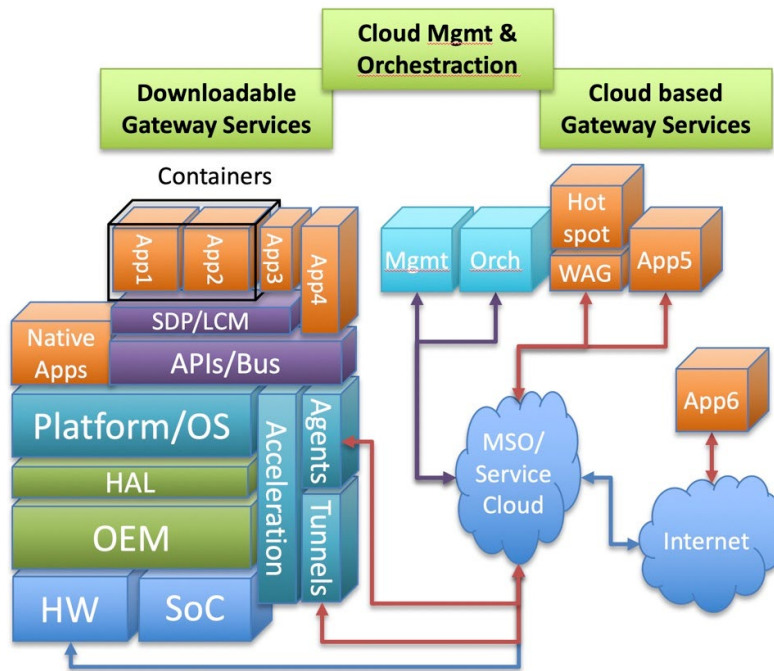 Cloud Mgmt &
Orchestraction
Downloadable
Gateway Services
Cloud based
Gateway Services
Containers
App1
App2
App3
App4
Mgmt
Orch
Hot
spot
WAG
App5
SDP/LCM
Native
Apps
APIs/Bus
App6
Platform/OS
Acceleration
Agents
MSO/
Service
Cloud
HAL
OEM
Tunnels
Internet
HW
SoC